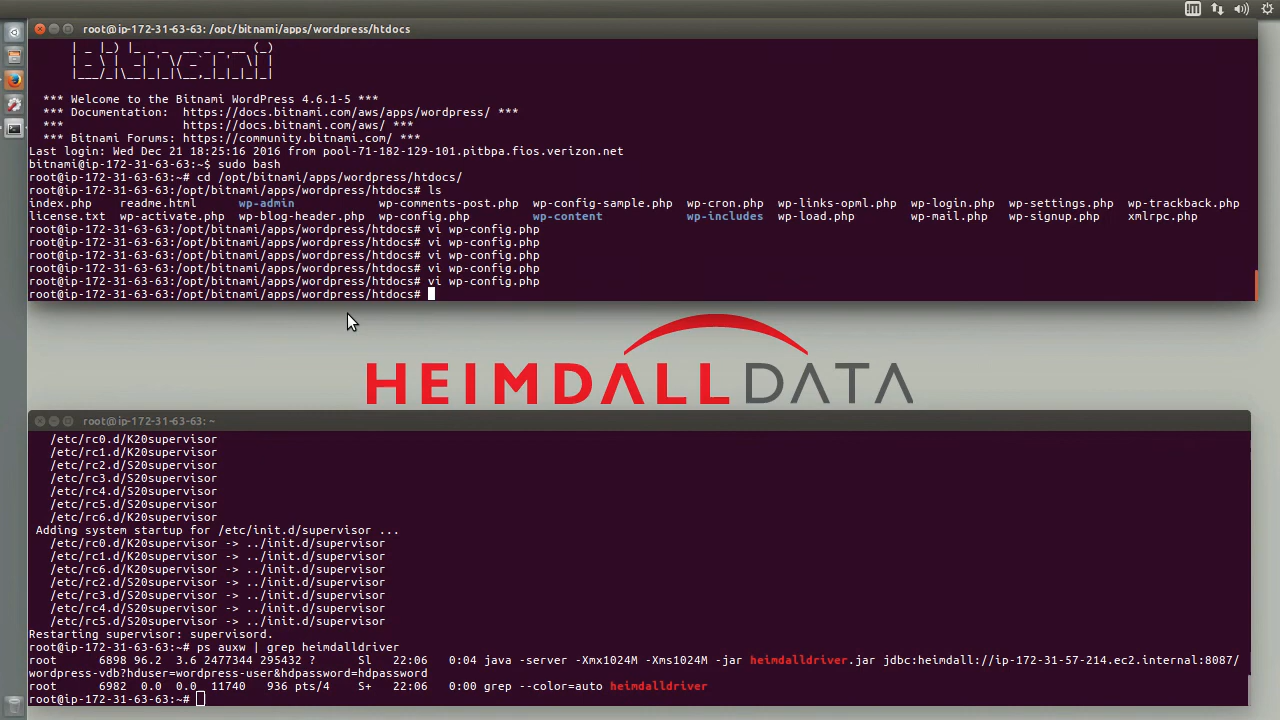 root@ip-172-31-63-63: /opt/bitnami/apps/wordpress/htdocs
*** Welcome to the Bitnami WordPress 4.6.1-5 ***
*** Documentation:  https://docs.bitnami.com/aws/apps/wordpress/ ***
***                 https://docs.bitnami.com/aws/ ***
*** Bitnami Forums: https://community.bitnami.com/ ***
Last login: Wed Dec 21 18:25:16 2016 from pool-71-182-129-101.pitbpa.fios.verizon.net
bitnami@ip-172-31-63-63:~$ sudo bash
root@ip-172-31-63-63:~# cd /opt/bitnami/apps/wordpress/htdocs/
root@ip-172-31-63-63:/opt/bitnami/apps/wordpress/htdocs# ls
index.php    readme.html      wp-admin            wp-comments-post.php  wp-config-sample.php  wp-cron.php  wp-links-opml.php  wp-login.php  wp-settings.php  wp-trackback.php
license.txt  wp-activate.php  wp-blog-header.php  wp-config.php         wp-content            wp-includes  wp-load.php        wp-mail.php   wp-signup.php    xmlrpc.php
root@ip-172-31-63-63:/opt/bitnami/apps/wordpress/htdocs# vi wp-config.php
root@ip-172-31-63-63:/opt/bitnami/apps/wordpress/htdocs# vi wp-config.php
root@ip-172-31-63-63:/opt/bitnami/apps/wordpress/htdocs# vi wp-config.php
root@ip-172-31-63-63:/opt/bitnami/apps/wordpress/htdocs# vi wp-config.php
root@ip-172-31-63-63:/opt/bitnami/apps/wordpress/htdocs# vi wp-config.php
root@ip-172-31-63-63:/opt/bitnami/apps/wordpress/htdocs#
HEIMDALLDATA
root@ip-172-31-63-63: ~
/etc/rc0.d/K20supervisor
/etc/rc1.d/K20supervisor
/etc/rc2.d/S20supervisor
/etc/rc3.d/S20supervisor
/etc/rc4.d/S20supervisor
/etc/rc5.d/S20supervisor
/etc/rc6.d/K20supervisor
Adding system startup for /etc/init.d/supervisor ...
/etc/rc0.d/K20supervisor -> ../init.d/supervisor
/etc/rc1.d/K20supervisor -> ../init.d/supervisor
/etc/rc6.d/K20supervisor -> ../init.d/supervisor
/etc/rc2.d/S20supervisor -> ../init.d/supervisor
/etc/rc3.d/S20supervisor -> ../init.d/supervisor
/etc/rc4.d/S20supervisor -> ../init.d/supervisor
/etc/rc5.d/S20supervisor -> ../init.d/supervisor
Restarting supervisor: supervisord.
root@ip-172-31-63-63:~# ps auxw | grep heimdalldriver
root      6898 96.2  3.6 2477344 295432 ?      Sl   22:06   0:04 java -server -Xmx1024M -Xms1024M -jar heimdalldriver.jar jdbc:heimdall://ip-172-31-57-214.ec2.internal:8087/
wordpress-vdb?hduser=wordpress-user&hdpassword=hdpassword
root      6982  0.0  0.0  11740   936 pts/4    S+   22:06   0:00 grep --color=auto heimdalldriver
root@ip-172-31-63-63:~#